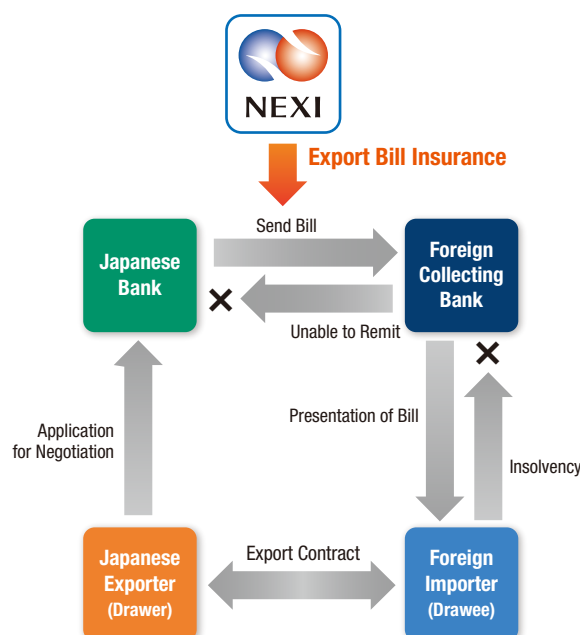 NEXI
Export Bill Insurance
Send Bill
Japanese
Bank
Foreign
Collecting
Bank
Unable to Remit
Presentation of Bill
Application
for Negotiation
Insolvency
Japanese
Exporter
(Drawer)
Export Contract
Foreign
Importer
(Drawee)